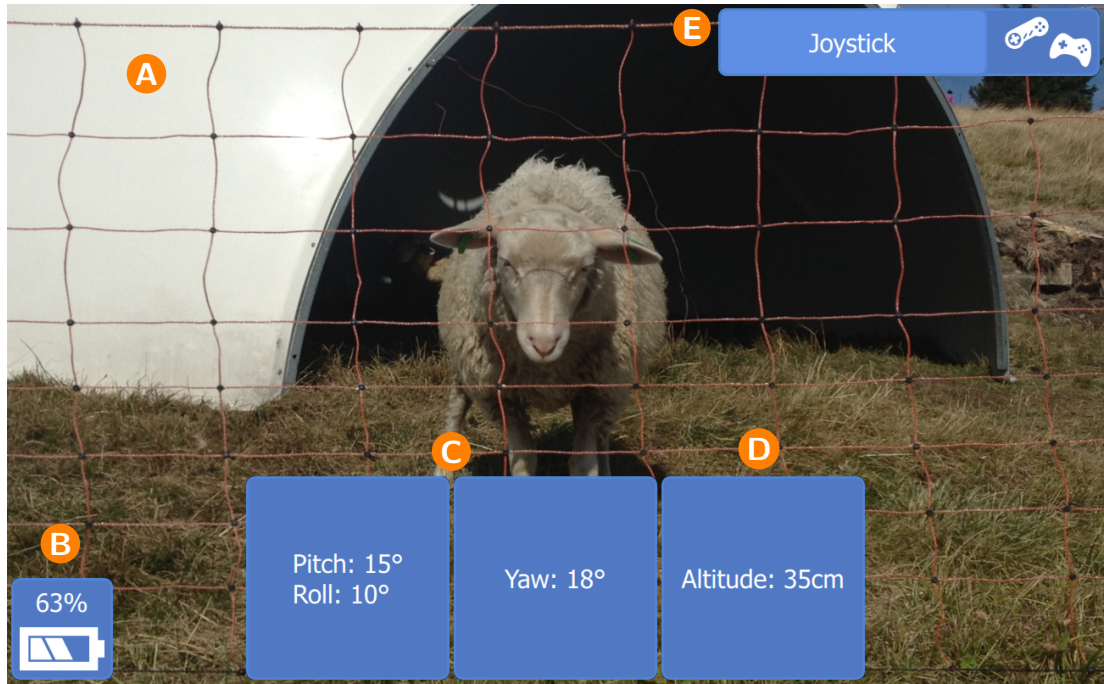 A
E
Joystick
C
D
B
63%
Pitch: 15°
Roll: 10°
Yaw: 18°
Altitude: 35cm